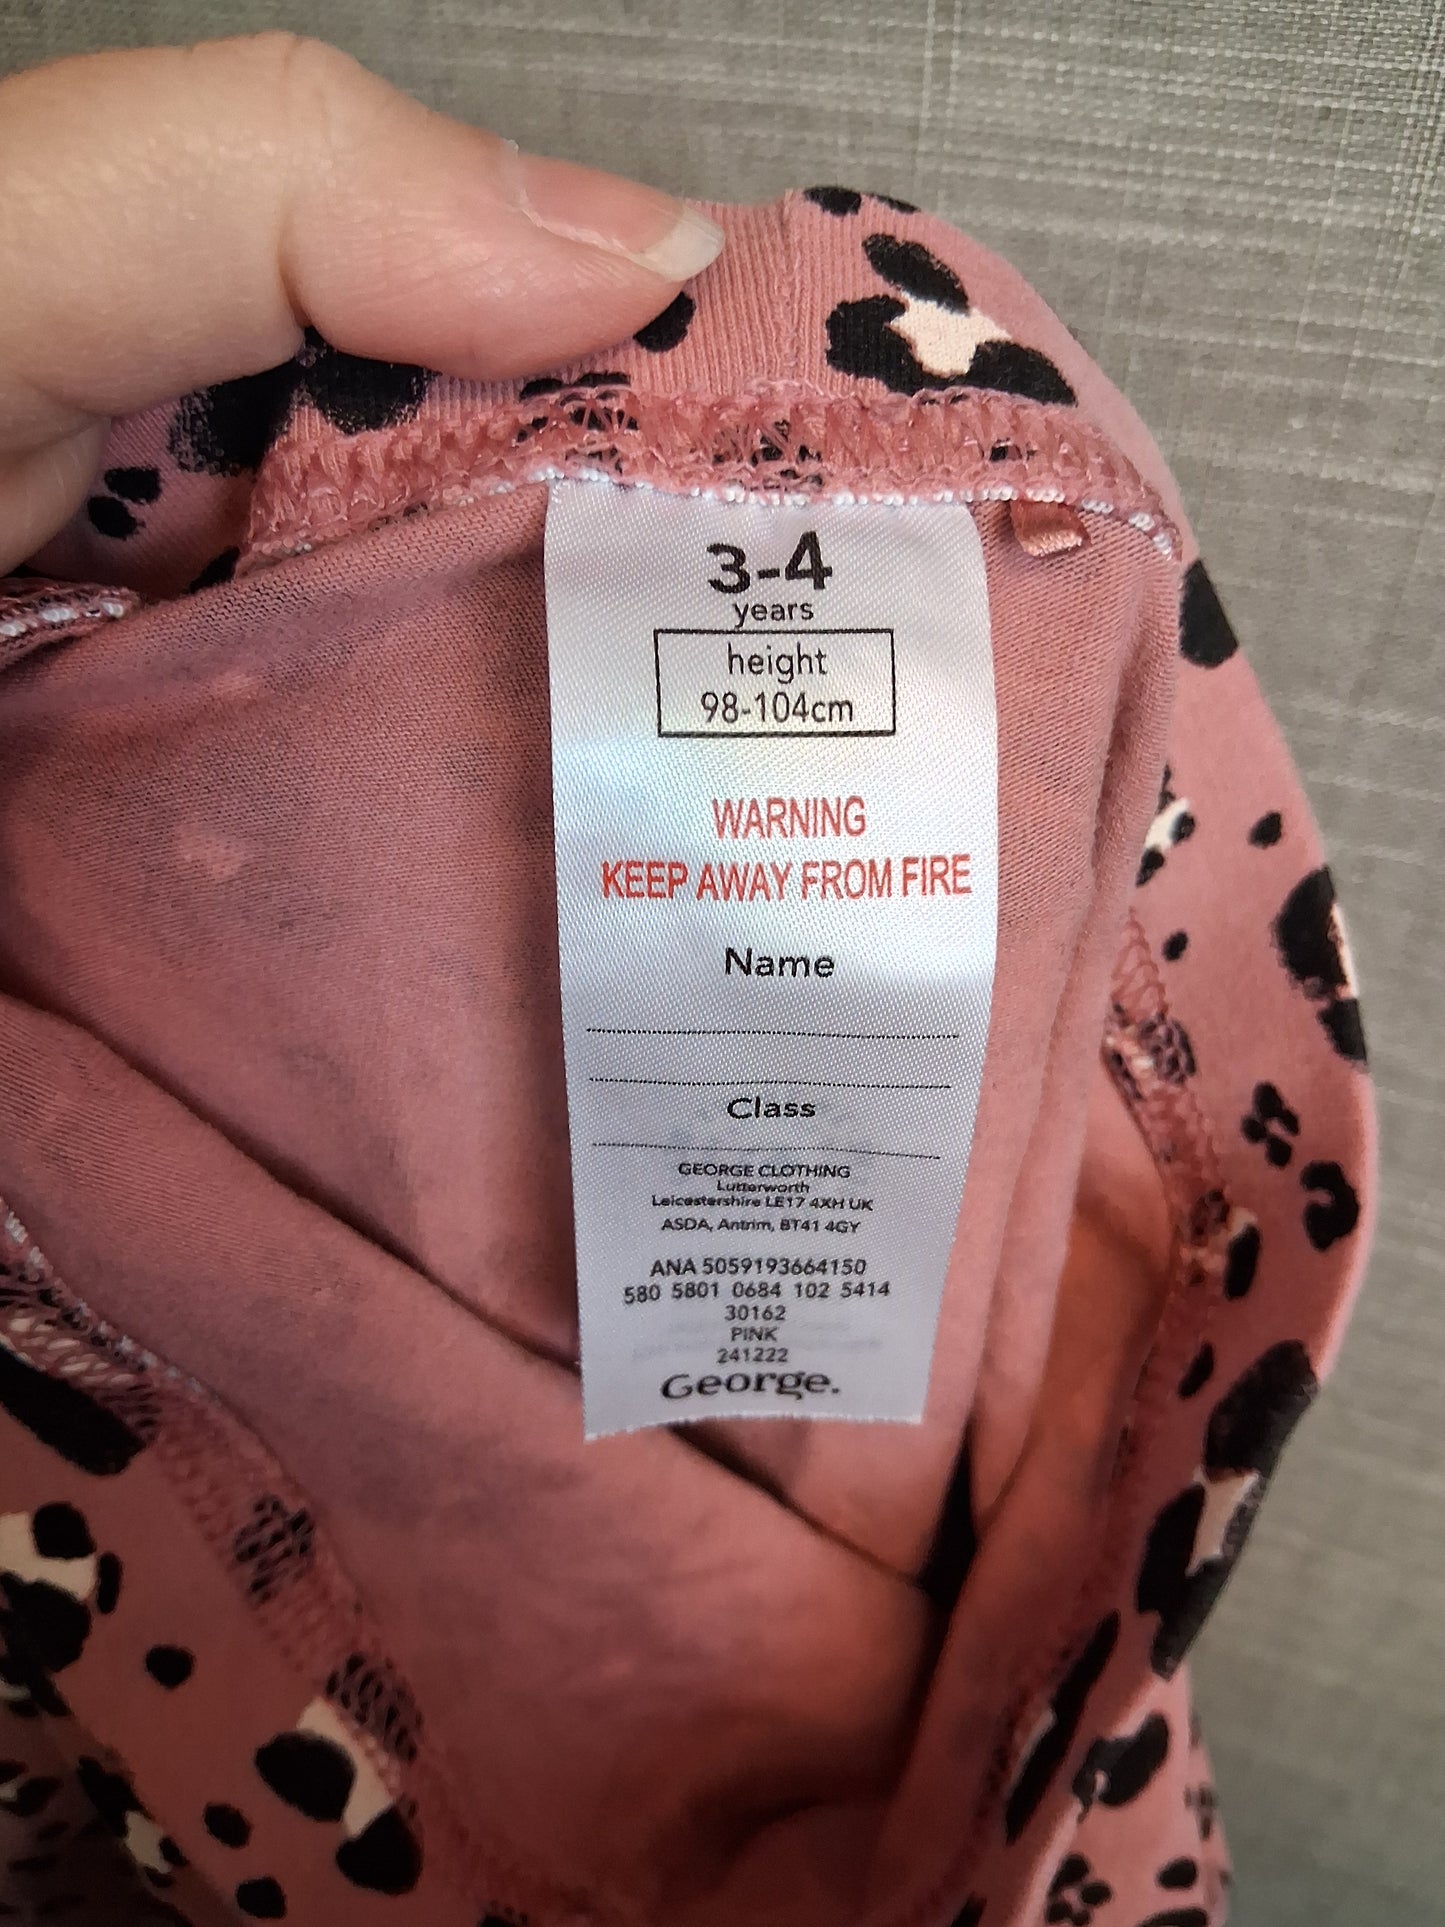 3-4
years
height
98-104cm
WARNING
KEEP AWAY FROM FIRE
Name
Class
GEORGE CLOTHING
Lutterworth
Leicestershire LE17 4XH UK
ASDA, Antrim, BT41 4GY
ANA 5059193664150
580 5801 0684 102 5414
30162
PINK
241222
George.